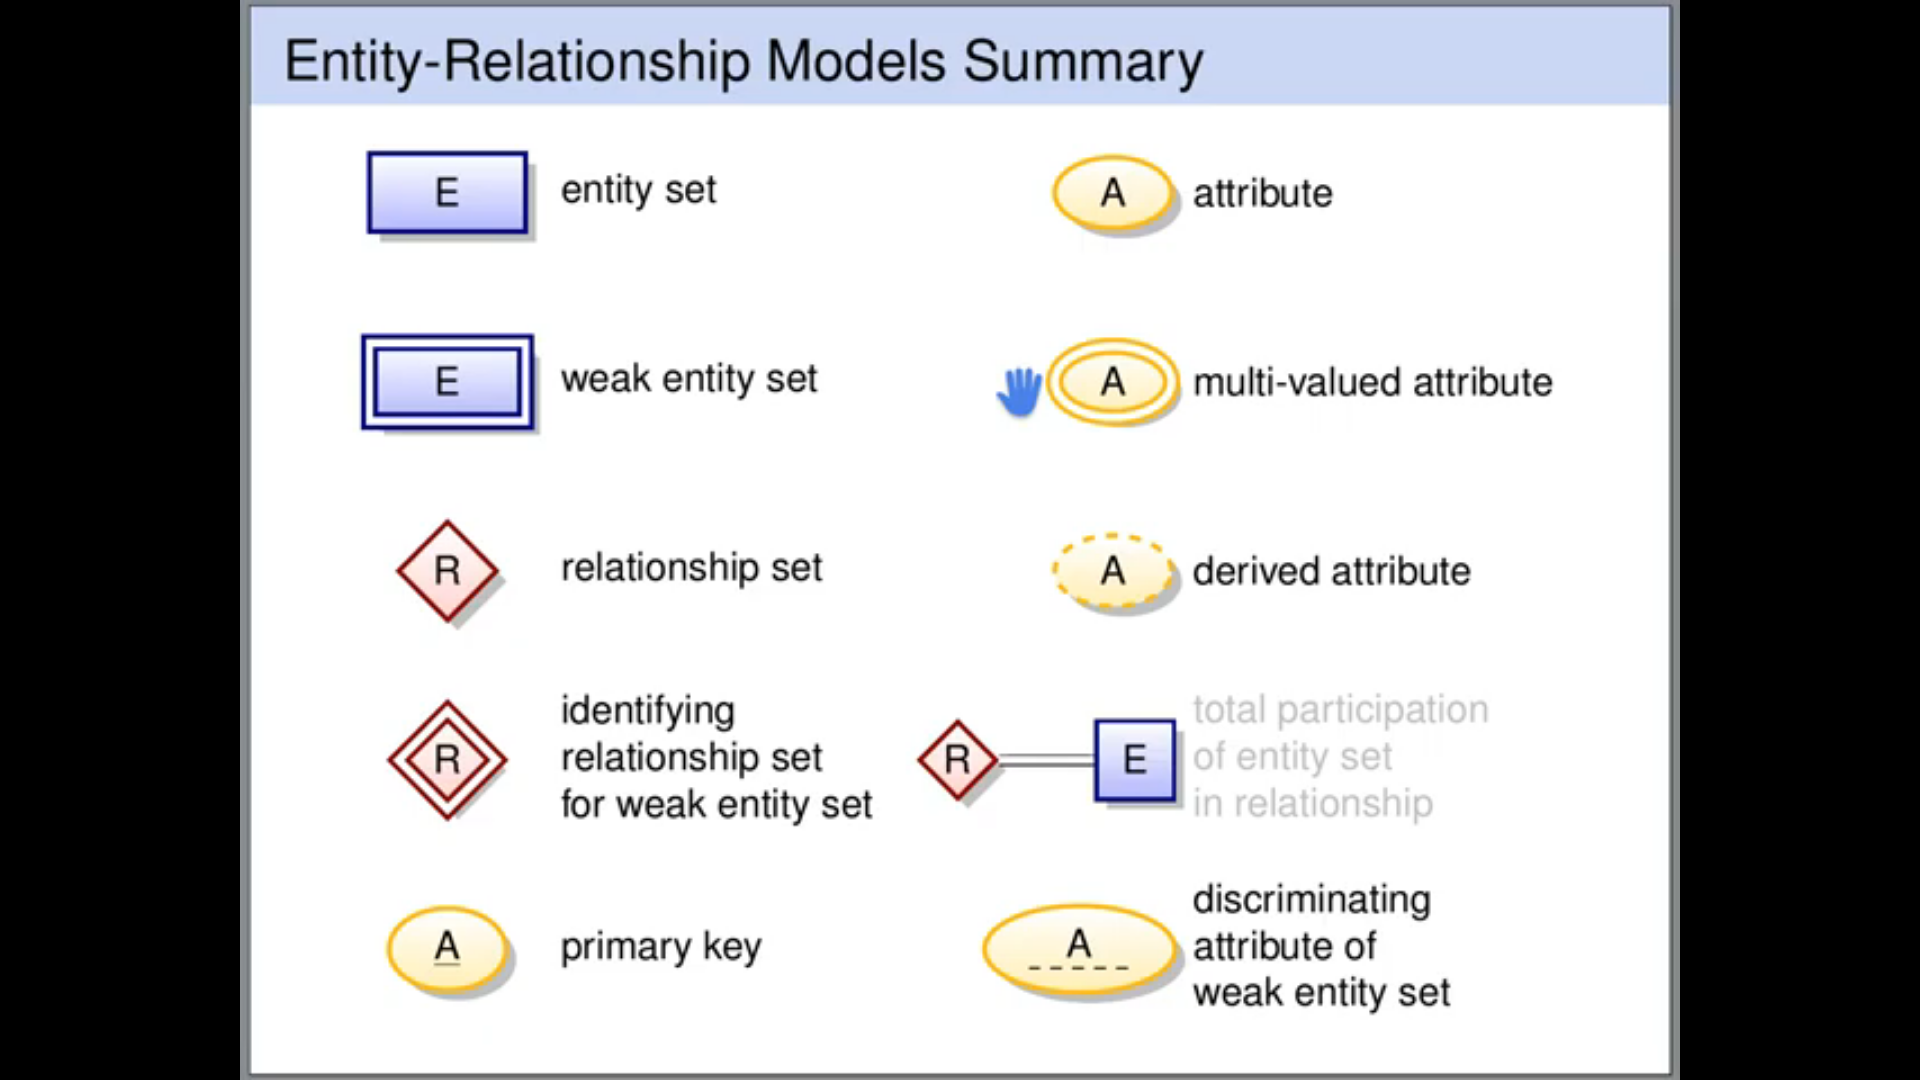 Entity-Relationship Models Summary
E entity set
A attribute
E weak entity set
A multi-valued attribute
R relationship set
A derived attribute
R
identifying
relationship set
for weak entity set
R E
total participation
of entity set
in relationship
A primary key
A
discriminating
attribute of
weak entity set